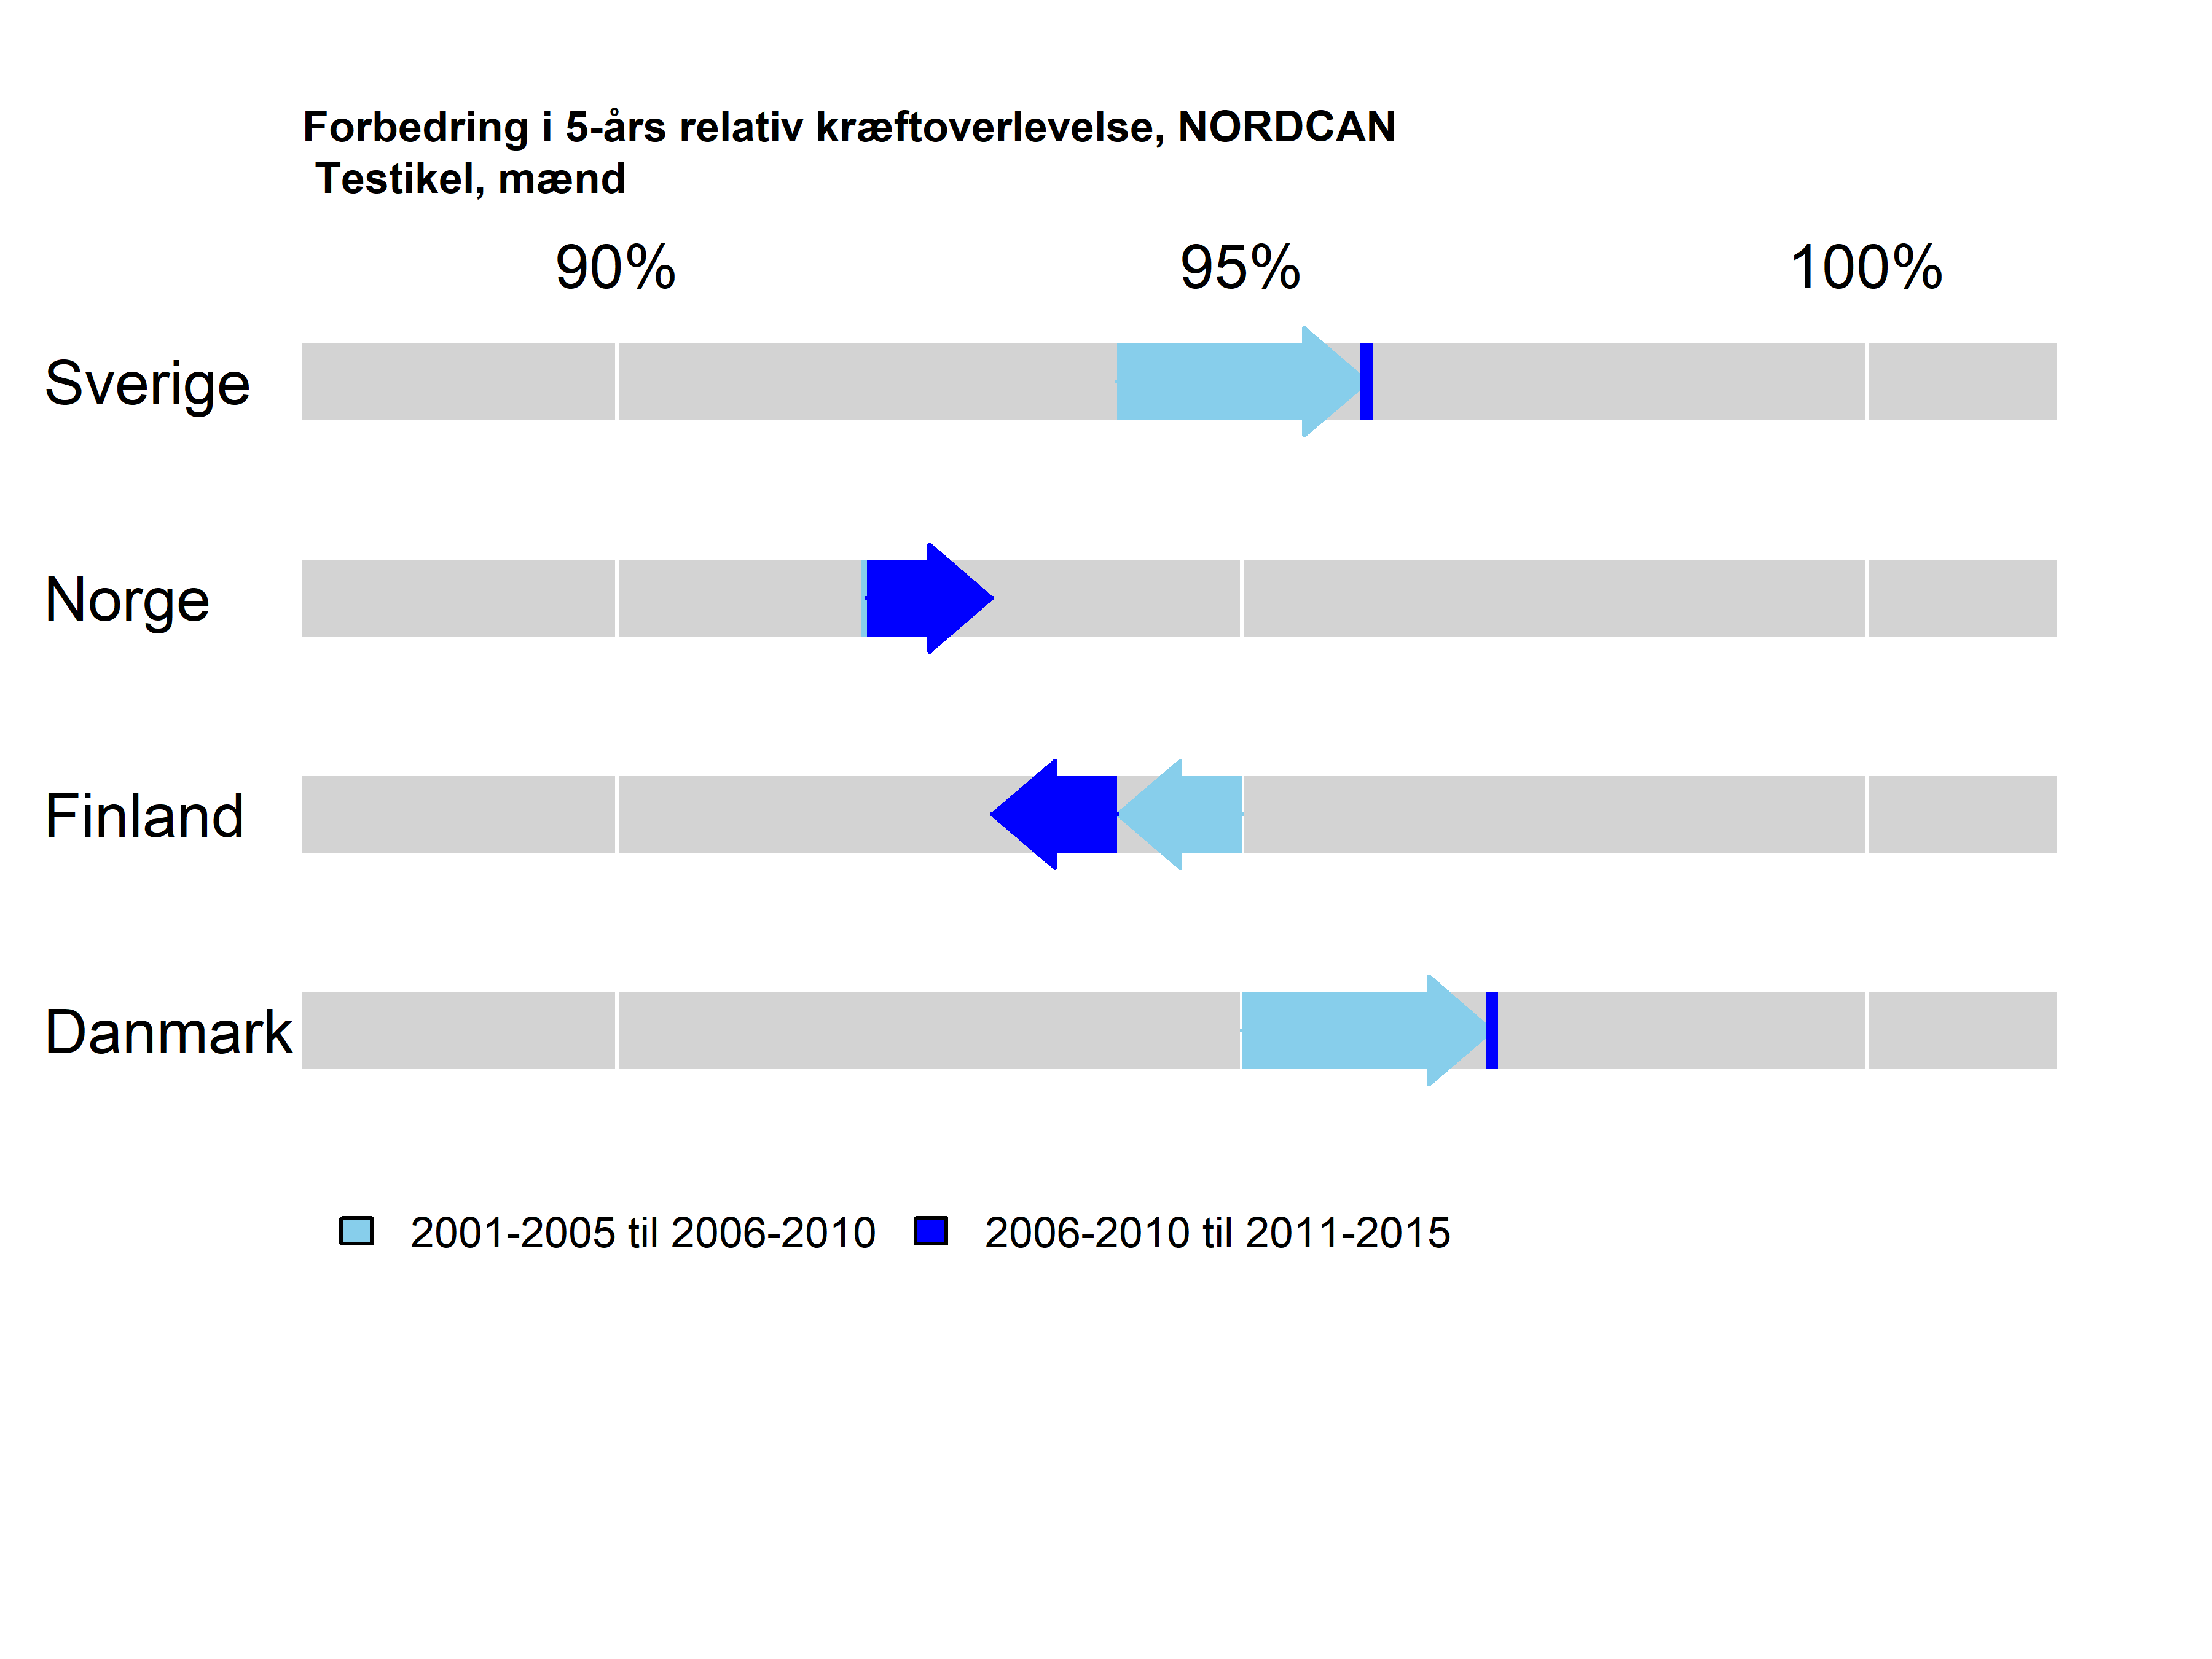 Forbedring i 5-års relativ kræftoverlevelse, NORDCAN
Testikel, mænd
90% 95% 100%
Sverige
Norge
Finland
Danmark
2001-2005 til 2006-2010 2006-2010 til 2011-2015